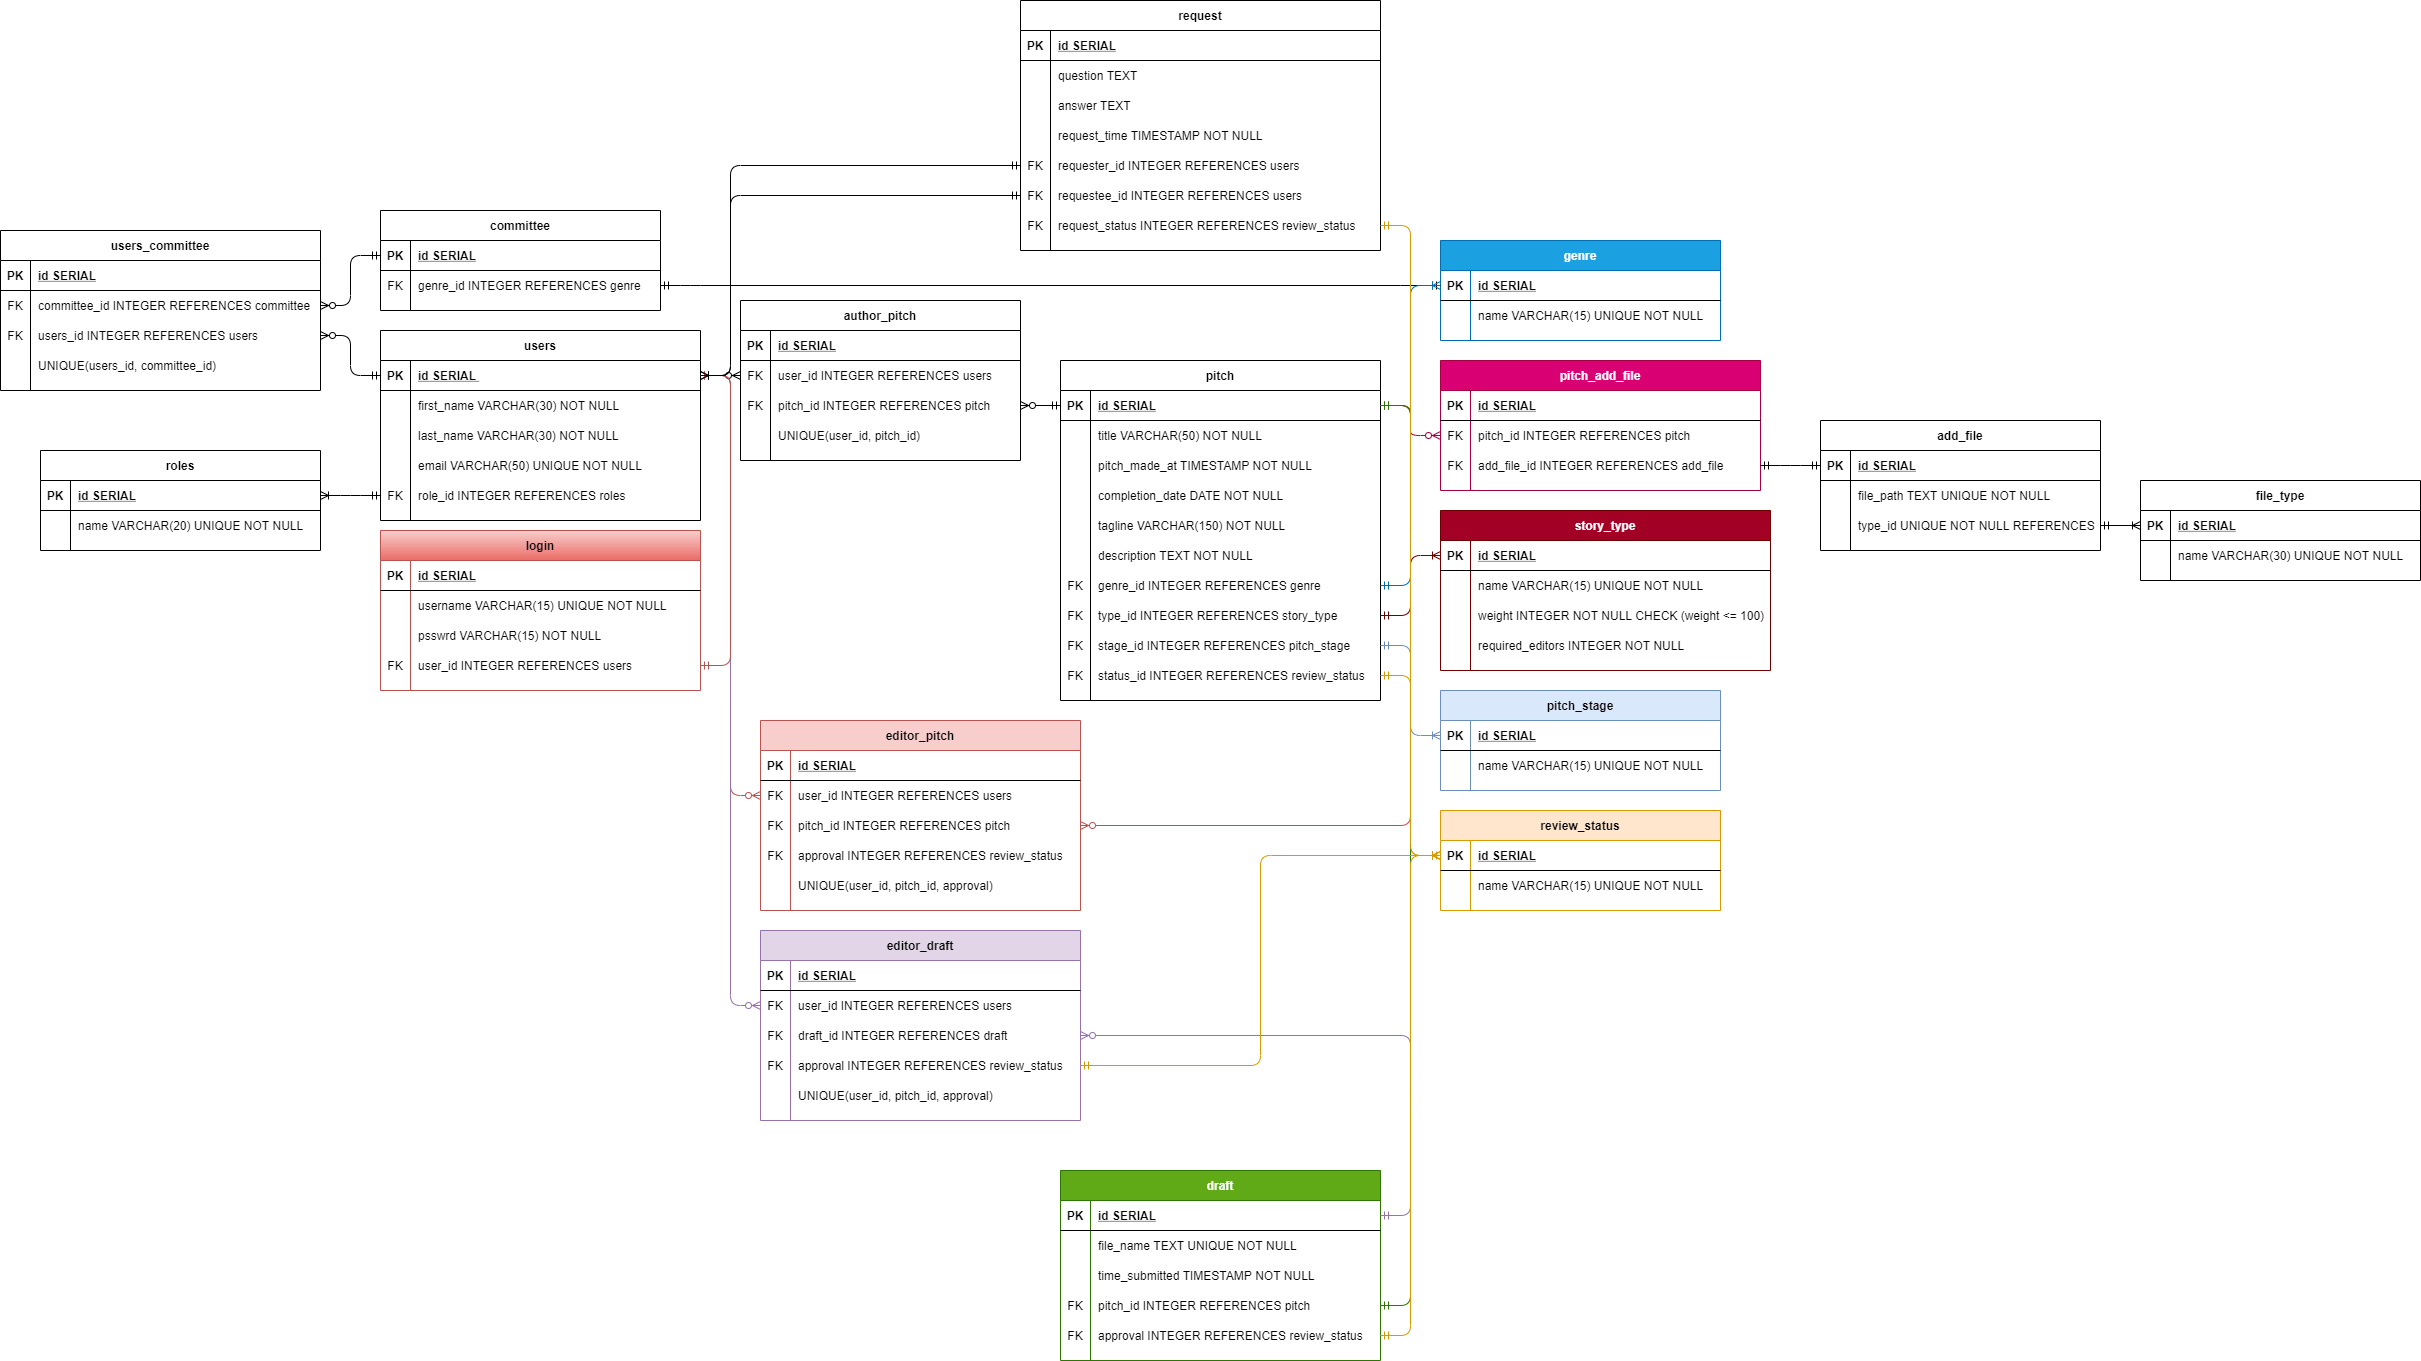 request
PK id SERIAL
question TEXT
answer TEXT
request_time TIMESTAMP NOT NULL
FK requester_id INTEGER REFERENCES users
FK requestee_id INTEGER REFERENCES users
FK request_status INTEGER REFERENCES review_status
users_committee
PK id SERIAL
FK committee_id INTEGER REFERENCES committee
FK users_id INTEGER REFERENCES users
UNIQUE(users_id, committee_id)
committee
PK id SERIAL
FK genre_id INTEGER REFERENCES genre
users
PK id SERIAL
first_name VARCHAR(30) NOT NULL
last_name VARCHAR(30) NOT NULL
email VARCHAR(50) UNIQUE NOT NULL
FK role_id INTEGER REFERENCES roles
roles
PK id SERIAL
name VARCHAR(20) UNIQUE NOT NULL
login
PK id SERIAL
username VARCHAR(15) UNIQUE NOT NULL
psswrd VARCHAR(15) NOT NULL
FK user_id INTEGER REFERENCES users
author_pitch
PK id SERIAL
FK user_id INTEGER REFERENCES users
FK pitch_id INTEGER REFERENCES pitch
UNIQUE(user_id, pitch_id)
pitch
PK id SERIAL
title VARCHAR(50) NOT NULL
pitch_made_at TIMESTAMP NOT NULL
completion_date DATE NOT NULL
tagline VARCHAR(150) NOT NULL
description TEXT NOT NULL
FK genre_id INTEGER REFERENCES genre
FK type_id INTEGER REFERENCES story_type
FK stage_id INTEGER REFERENCES pitch_stage
FK status_id INTEGER REFERENCES review_status
genre
PK id SERIAL
name VARCHAR(15) UNIQUE NOT NULL
pitch_add_file
PK id SERIAL
FK pitch_id INTEGER REFERENCES pitch
FK add_file_id INTEGER REFERENCES add_file
add_file
PK id SERIAL
file_path TEXT UNIQUE NOT NULL
type_id UNIQUE NOT NULL REFERENCES
file_type
PK id SERIAL
name VARCHAR(30) UNIQUE NOT NULL
story_type
PK id SERIAL
name VARCHAR(15) UNIQUE NOT NULL
weight INTEGER NOT NULL CHECK (weight <= 100)
required_editors INTEGER NOT NULL
pitch_stage
PK id SERIAL
name VARCHAR(15) UNIQUE NOT NULL
review_status
PK id SERIAL
name VARCHAR(15) UNIQUE NOT NULL
editor_pitch
PK id SERIAL
FK user_id INTEGER REFERENCES users
FK pitch_id INTEGER REFERENCES pitch
FK approval INTEGER REFERENCES review_status
UNIQUE(user_id, pitch_id, approval)
editor_draft
PK id SERIAL
FK user_id INTEGER REFERENCES users
FK draft_id INTEGER REFERENCES draft
FK approval INTEGER REFERENCES review_status
UNIQUE(user_id, pitch_id, approval)
draft
PK id SERIAL
file_name TEXT UNIQUE NOT NULL
time_submitted TIMESTAMP NOT NULL
FK pitch_id INTEGER REFERENCES pitch
FK approval INTEGER REFERENCES review_status